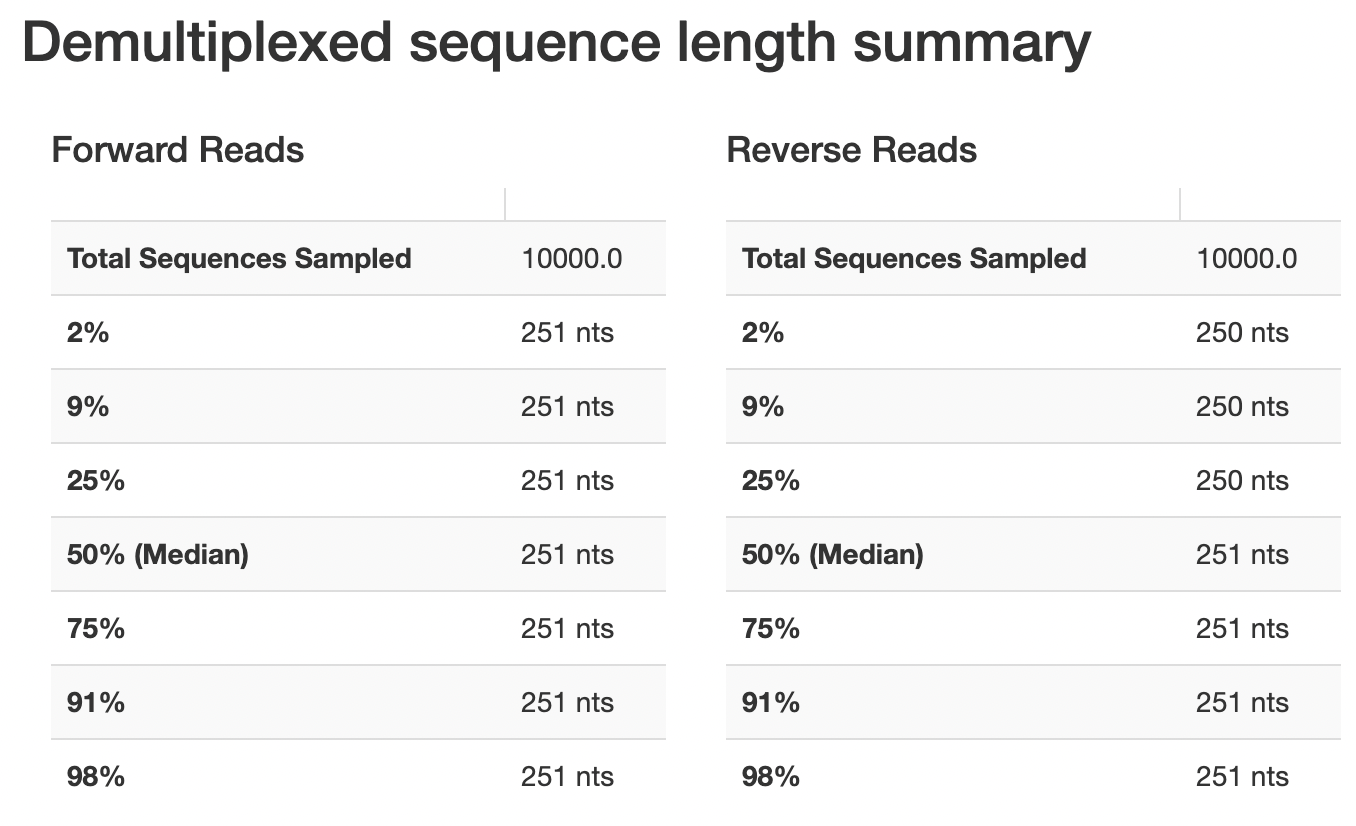 Demultiplexed sequence length summary
Forward Reads
Total Sequences Sampled 10000.0
2% 251 nts
9% 251 nts
25% 251 nts
50% (Median) 251 nts
75% 251 nts
91% 251 nts
98% 251 nts
Reverse Reads
Total Sequences Sampled 10000.0
2% 250 nts
9% 250 nts
25% 250 nts
50% (Median) 251 nts
75% 251 nts
91% 251 nts
98% 251 nts